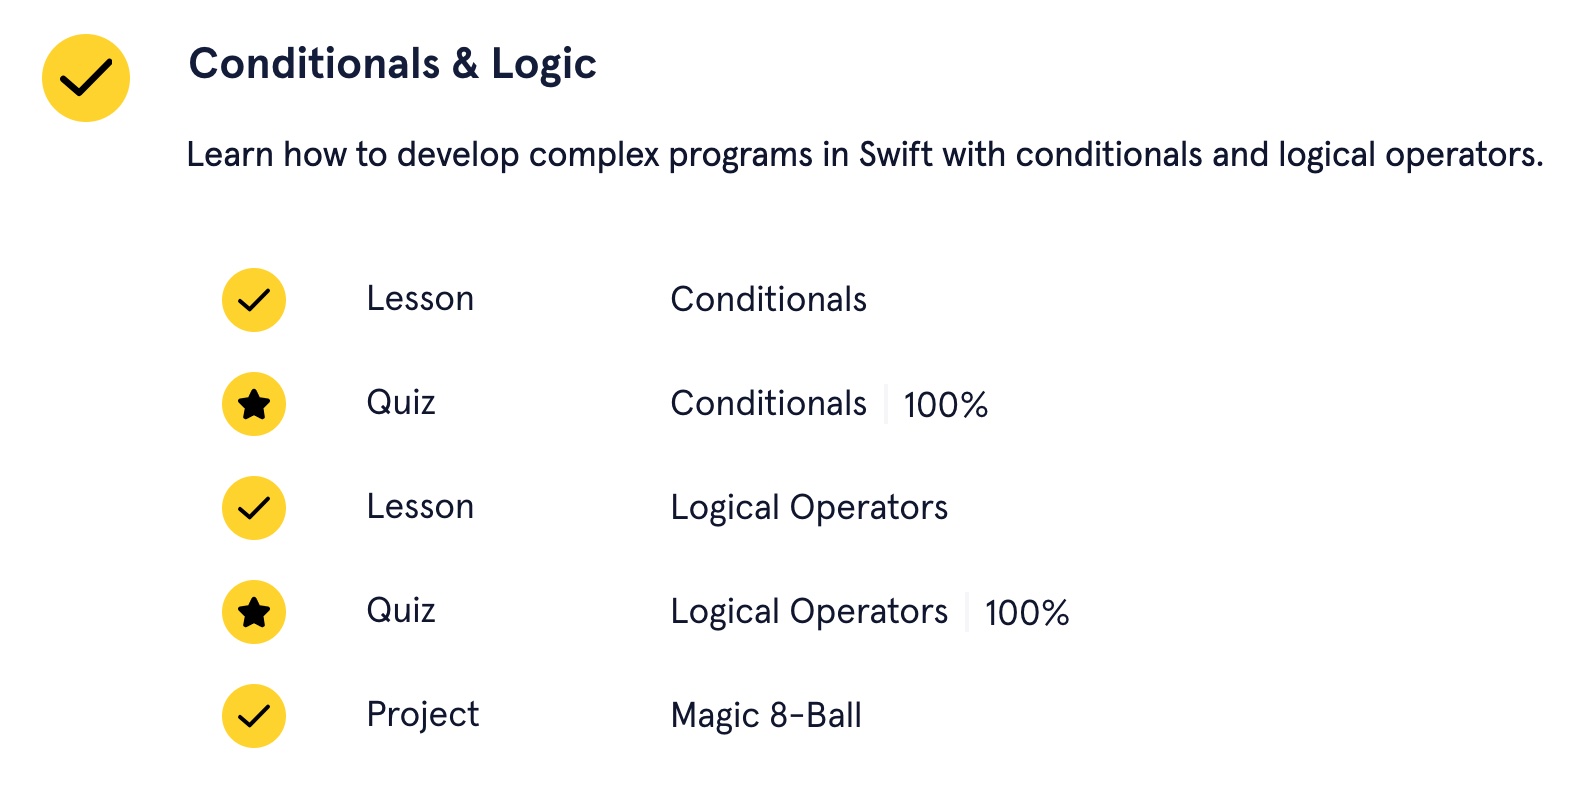 Conditionals & Logic
Learn how to develop complex programs in Swift with conditionals and logical operators.
Lesson Conditionals
Quiz Conditionals 100%
Lesson Logical Operators
Quiz Logical Operators 100%
Project Magic 8-Ball